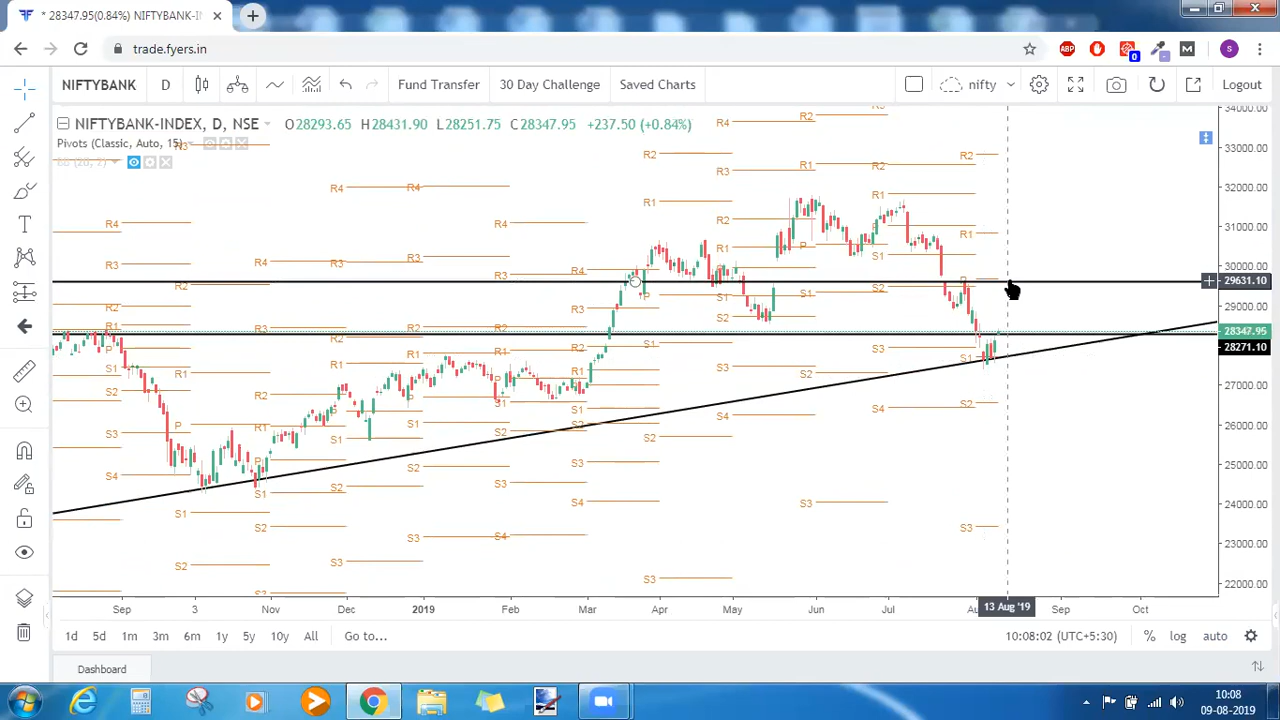 * 28347.95(0.84%) NIFTYBANK-IN
trade.fyers.in
ABP
0
M
S
NIFTYBANK D Fund Transfer 30 Day Challenge Saved Charts nifty Logout
NIFTYBANK-INDEX, D, NSE O28293.65 H28431.90 L28251.75 C28347.95 +237.50 (+0.84%)
Pivots (Classic, Auto, 15)
BB (20, 2)
34000.00
33000.00
32000.00
31000.00
30000.00
29631.10
29000.00
28347.95
28271.10
27000.00
26000.00
25000.00
24000.00
23000.00
22000.00
R4 R3 R2 R1 P S1 S2 S3 S4
Sep 3 Nov Dec 2019 Feb Mar Apr May Jun Jul Au 13 Aug '19 Sep Oct
1d 5d 1m 3m 6m 1y 5y 10y All Go to... 10:08:02 (UTC+5:30) % log auto
Dashboard
10:08
09-08-2019